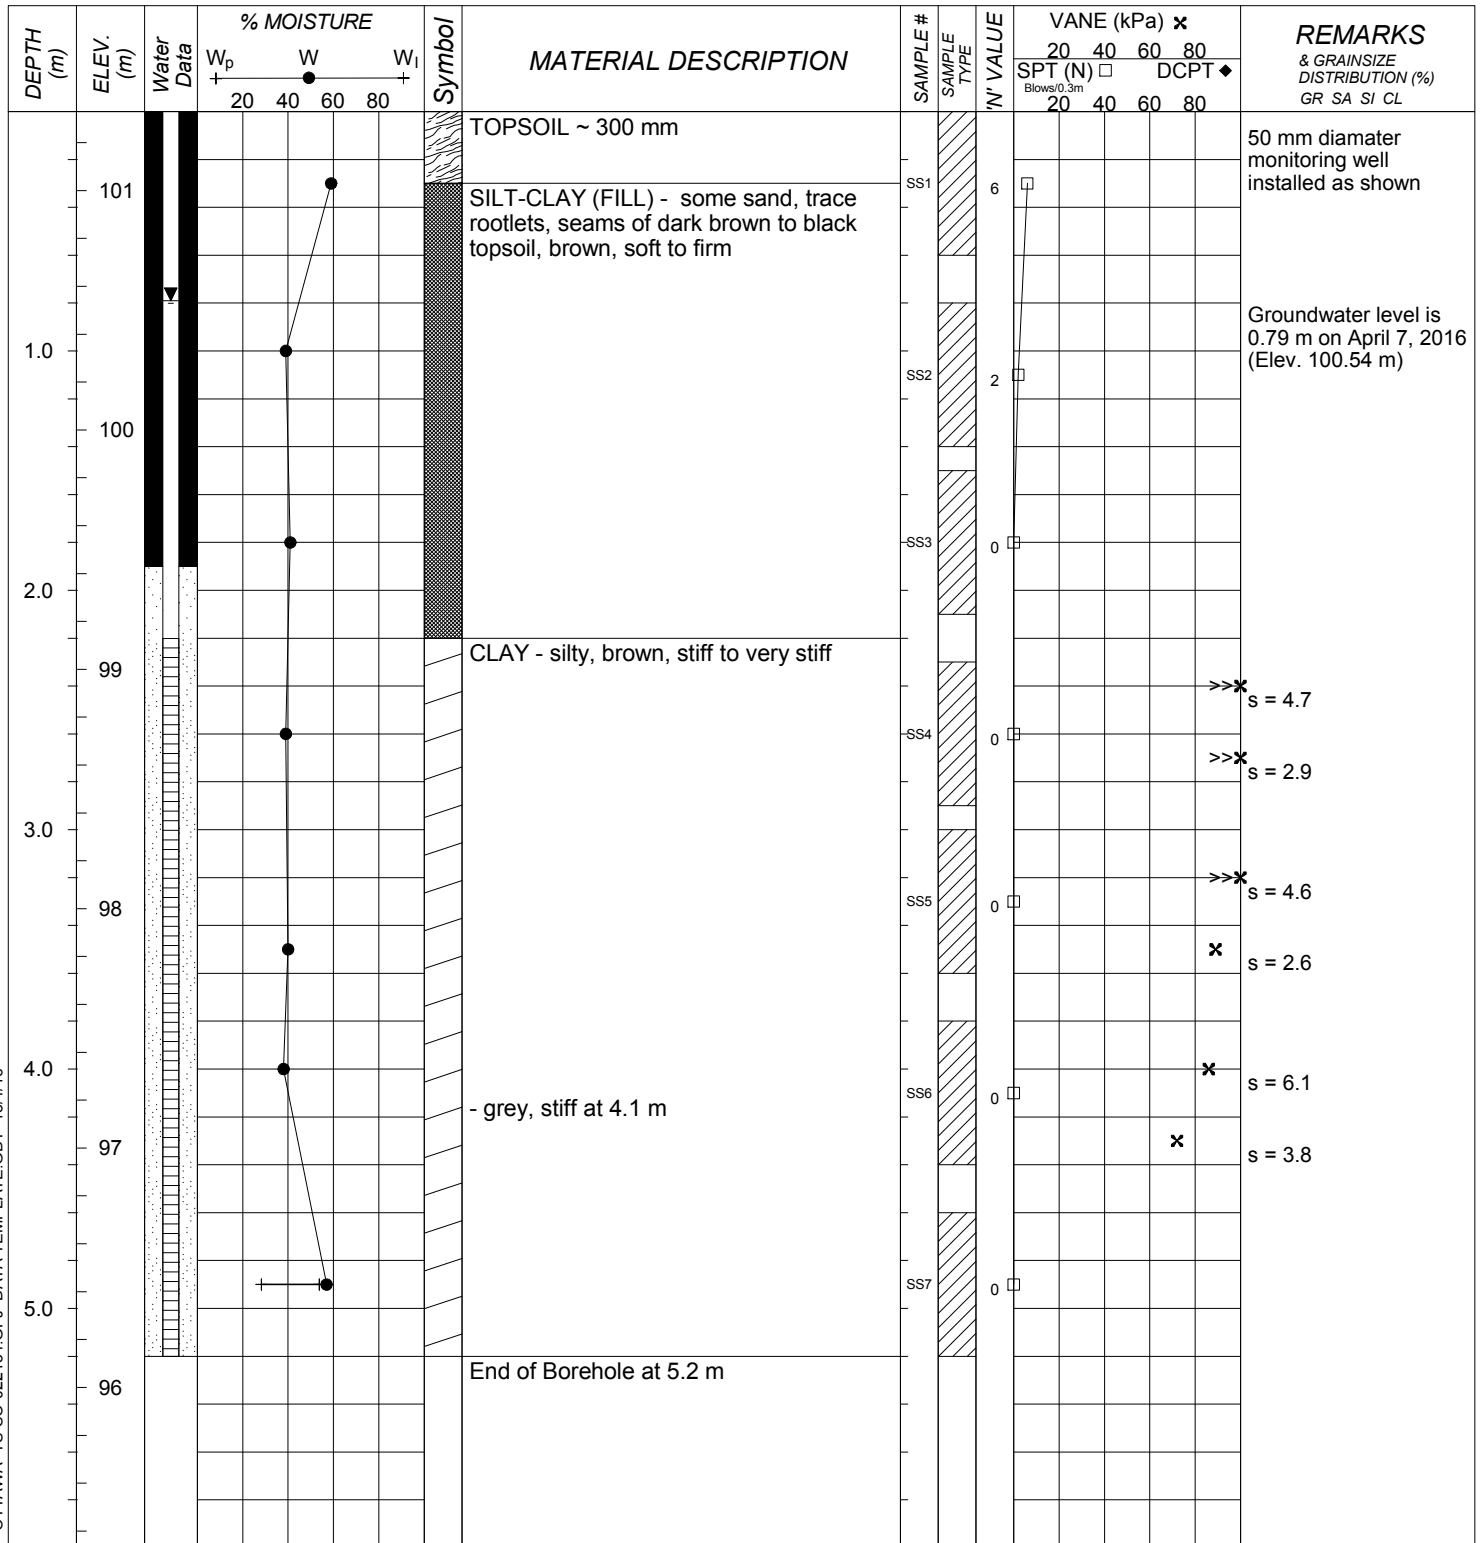 DEPTH (m)
ELEV. (m)
Water Data
% MOISTURE
Wp W Wl
20 40 60 80
Symbol
MATERIAL DESCRIPTION
SAMPLE #
SAMPLE TYPE
'N' VALUE
VANE (kPa)
20 40 60 80
SPT (N) DCPT
Blows/0.3m
20 40 60 80
REMARKS
& GRAINSIZE
DISTRIBUTION (%)
GR SA SI CL
TOPSOIL ~ 300 mm
50 mm diamater
monitoring well
installed as shown
101
SS1
6
SILT-CLAY (FILL) - some sand, trace
rootlets, seams of dark brown to black
topsoil, brown, soft to firm
Groundwater level is
0.79 m on April 7, 2016
(Elev. 100.54 m)
1.0
SS2
2
100
SS3
0
2.0
CLAY - silty, brown, stiff to very stiff
99
>>
s = 4.7
SS4
0
>>
s = 2.9
3.0
>>
s = 4.6
98
SS5
0
s = 2.6
4.0
s = 6.1
SS6
0
- grey, stiff at 4.1 m
97
s = 3.8
SS7
0
5.0
End of Borehole at 5.2 m
96